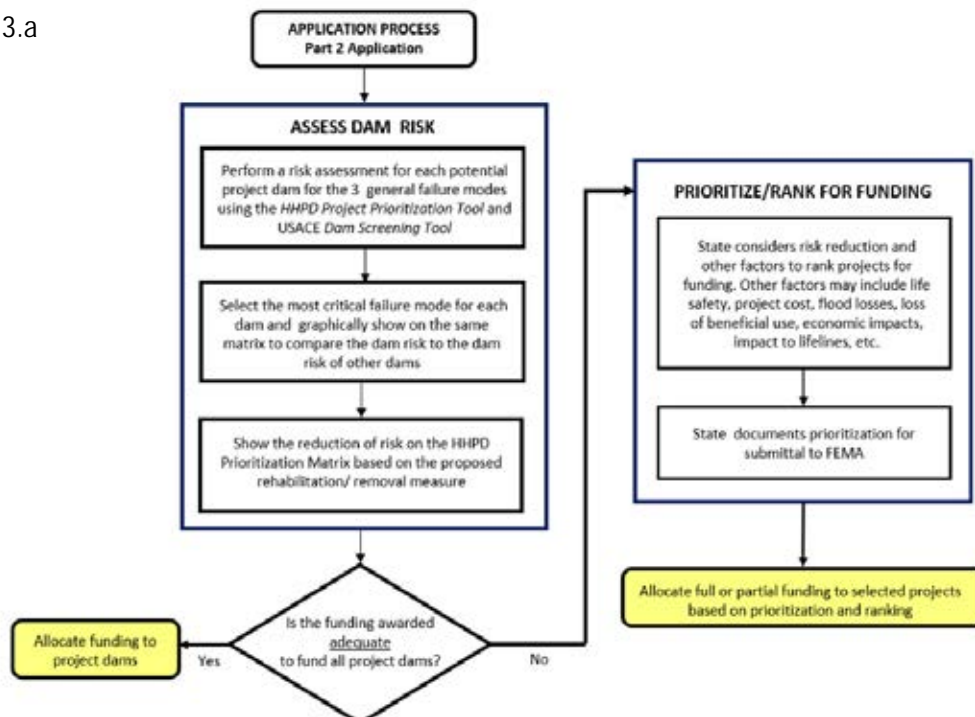 3.a
APPLICATION PROCESS
Part 2 Application
ASSESS DAM RISK
Perform a risk assessment for each potential
project dam for the 3 general failure modes
using the HHPD Project Prioritization Tool and
USACE Dam Screening Tool
Select the most critical failure mode for each
dam and graphically show on the same
matrix to compare the dam risk to the dam
risk of other dams
Show the reduction of risk on the HHPD
Prioritization Matrix based on the proposed
rehabilitation/ removal measure
Is the funding awarded
adequate
to fund all project dams?
Yes
No
Allocate funding to
project dams
PRIORITIZE/RANK FOR FUNDING
State considers risk reduction and
other factors to rank projects for
funding. Other factors may include life
safety, project cost, flood losses, loss
of beneficial use, economic impacts,
impact to lifelines, etc.
State documents prioritization for
submittal to FEMA
Allocate full or partial funding to selected projects
based on prioritization and ranking